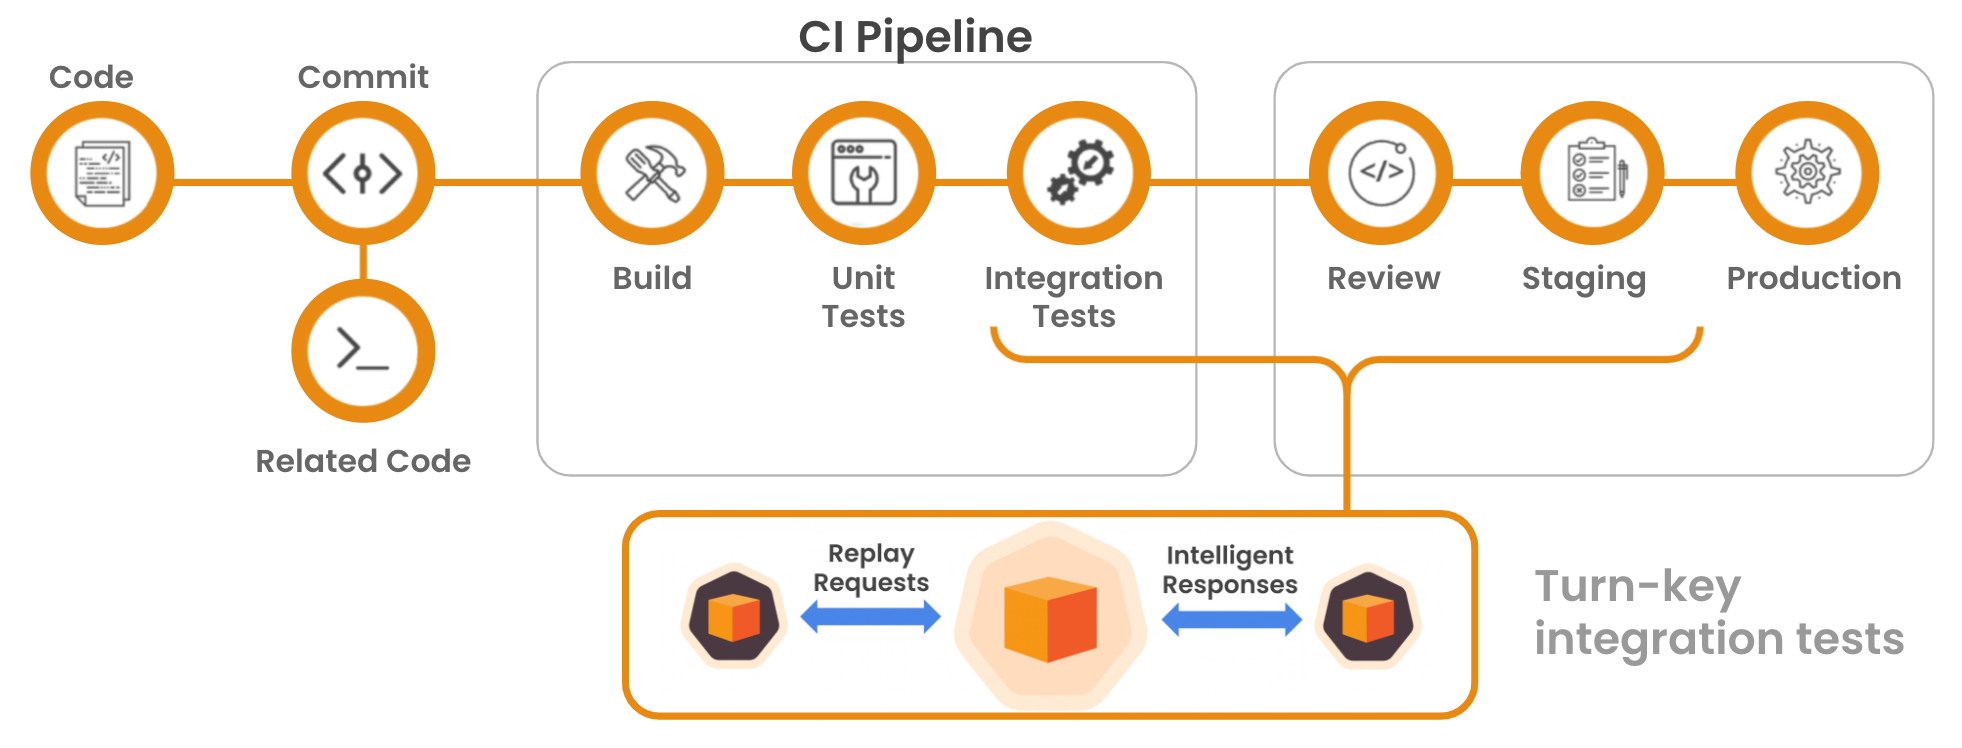 CI Pipeline
Code
Commit
Build
Unit
Tests
Integration
Tests
Review
Staging
Production
Related Code
Replay
Requests
Intelligent
Responses
Turn-key
integration tests